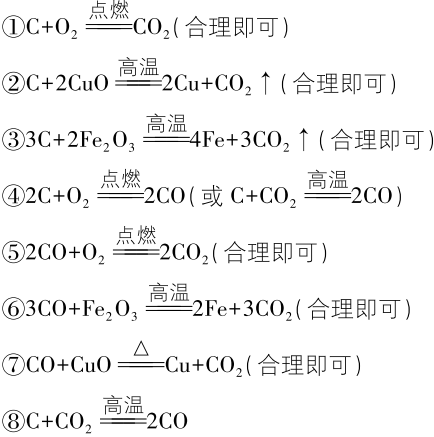 ①C+O₂ =点燃= CO₂(合理即可)
②C+2CuO =高温= 2Cu+CO₂↑(合理即可)
③3C+2Fe₂O₃ =高温= 4Fe+3CO₂↑(合理即可)
④2C+O₂ =点燃= 2CO(或 C+CO₂ =高温= 2CO)
⑤2CO+O₂ =点燃= 2CO₂(合理即可)
⑥3CO+Fe₂O₃ =高温= 2Fe+3CO₂(合理即可)
⑦CO+CuO =△= Cu+CO₂(合理即可)
⑧C+CO₂ =高温= 2CO